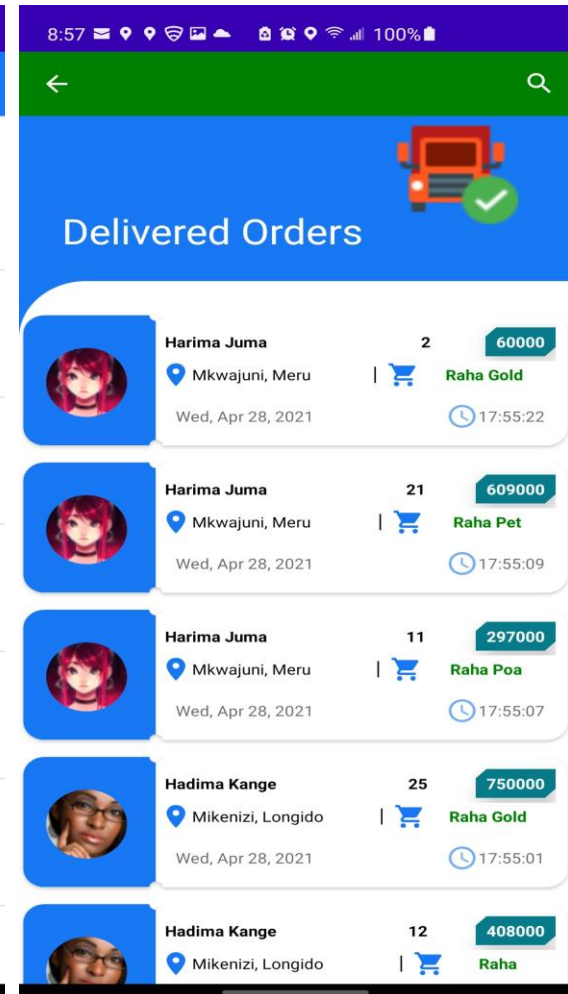 8:57 100%
Delivered Orders
Harima Juma 2 60000
Mkwajuni, Meru | Raha Gold
Wed, Apr 28, 2021 17:55:22
Harima Juma 21 609000
Mkwajuni, Meru | Raha Pet
Wed, Apr 28, 2021 17:55:09
Harima Juma 11 297000
Mkwajuni, Meru | Raha Poa
Wed, Apr 28, 2021 17:55:07
Hadima Kange 25 750000
Mikenizi, Longido | Raha Gold
Wed, Apr 28, 2021 17:55:01
Hadima Kange 12 408000
Mikenizi, Longido | Raha